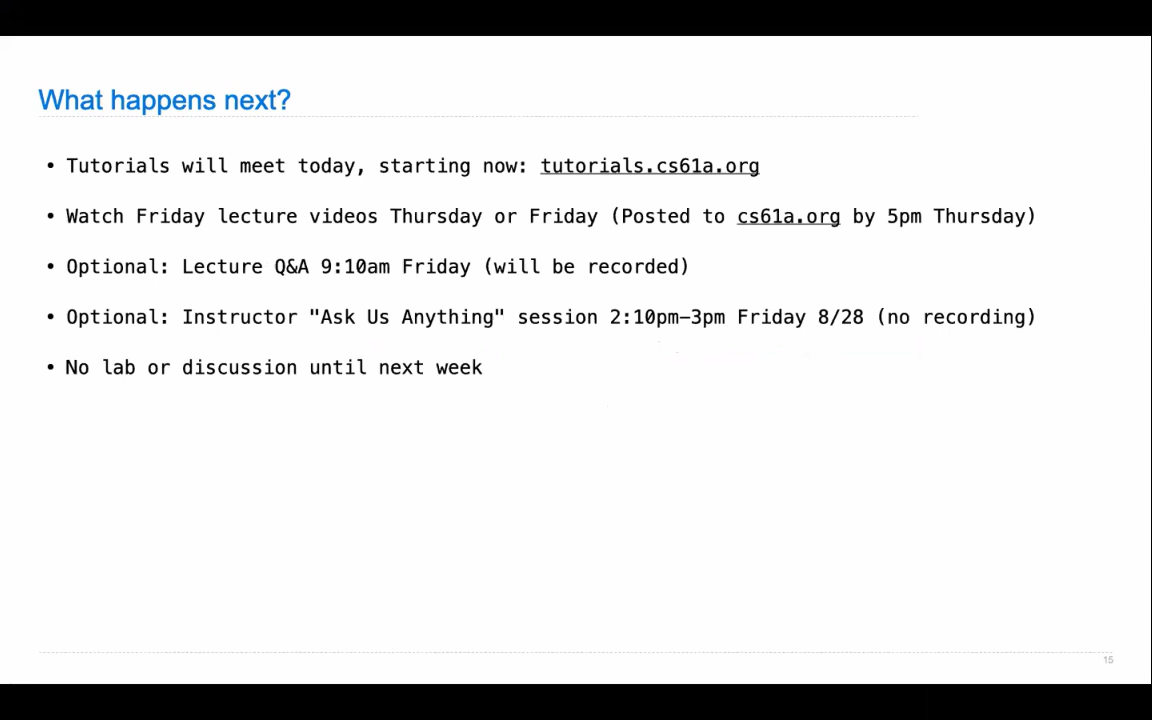 What happens next?
• Tutorials will meet today, starting now: tutorials.cs61a.org
• Watch Friday lecture videos Thursday or Friday (Posted to cs61a.org by 5pm Thursday)
• Optional: Lecture Q&A 9:10am Friday (will be recorded)
• Optional: Instructor "Ask Us Anything" session 2:10pm–3pm Friday 8/28 (no recording)
• No lab or discussion until next week
15